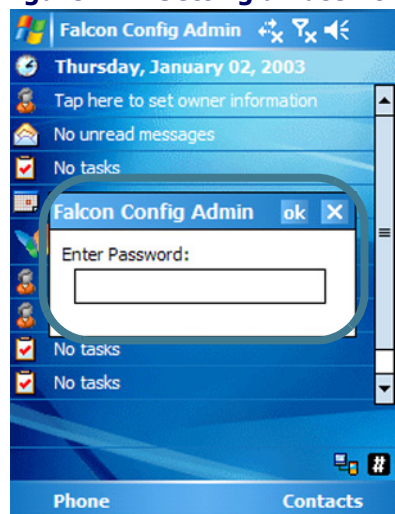 Falcon Config Admin
Thursday, January 02, 2003
Tap here to set owner information
No unread messages
No tasks
Falcon Config Admin ok
Enter Password:
No tasks
No tasks
#
Phone Contacts